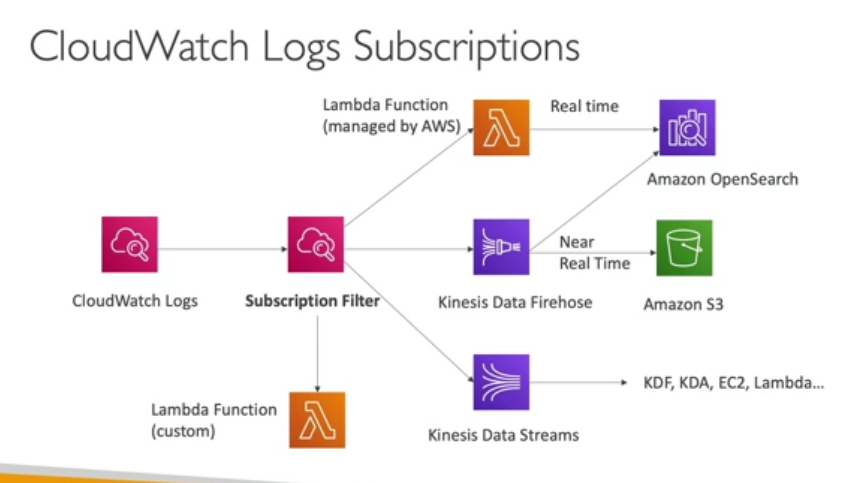 CloudWatch Logs Subscriptions
Lambda Function
(managed by AWS)
Real time
Amazon OpenSearch
CloudWatch Logs
Subscription Filter
Near
Real Time
Kinesis Data Firehose
Amazon S3
Lambda Function
(custom)
Kinesis Data Streams
KDF, KDA, EC2, Lambda...